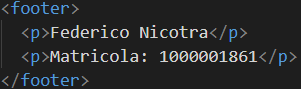 <footer>
<p>Federico Nicotra</p>
<p>Matricola: 1000001861</p>
</footer>